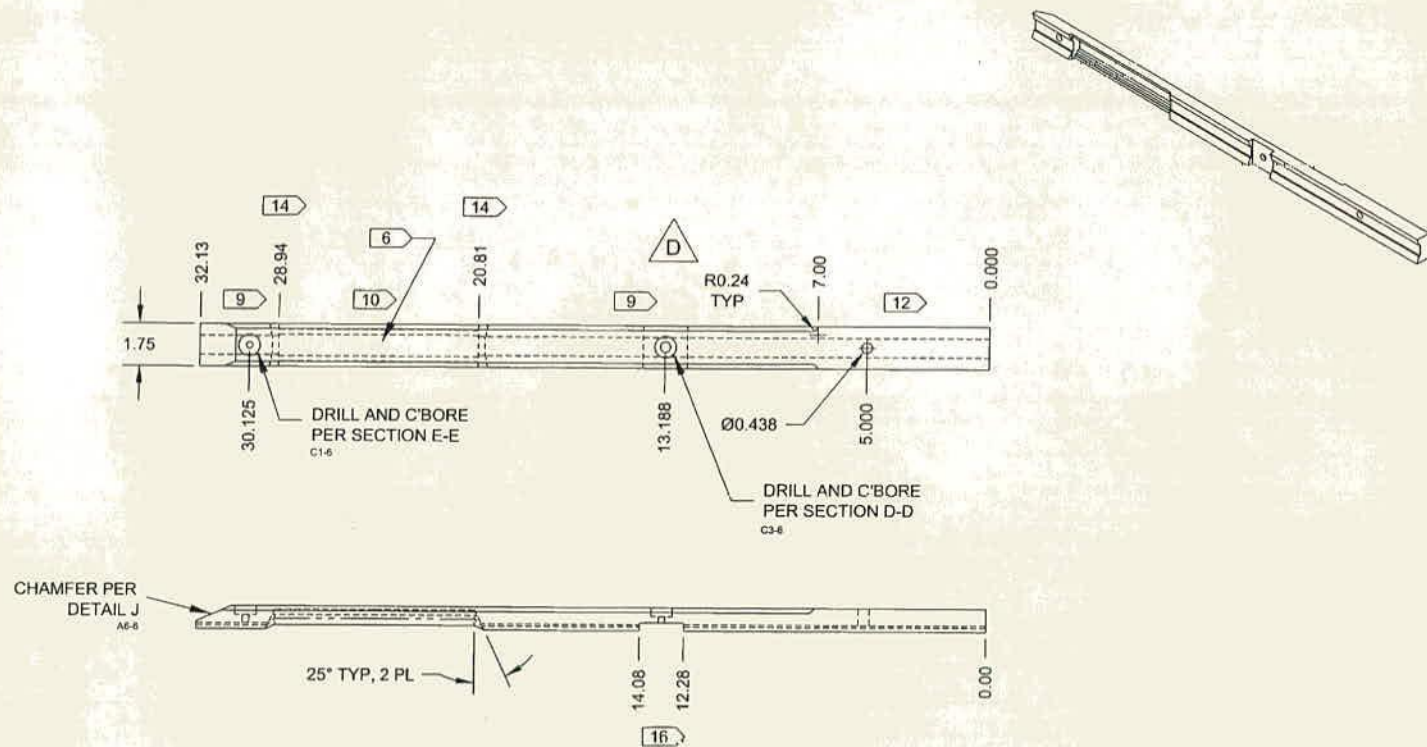 14
14
6
D
32.13
28.94
20.81
R0.24
TYP
7.00
0.000
9
10
9
12
1.75
30.125
DRILL AND C'BORE
PER SECTION E-E
C1-6
13.188
Ø0.438
5.000
DRILL AND C'BORE
PER SECTION D-D
C3-6
CHAMFER PER
DETAIL J
A6-6
25° TYP, 2 PL
14.08
12.28
0.00
16